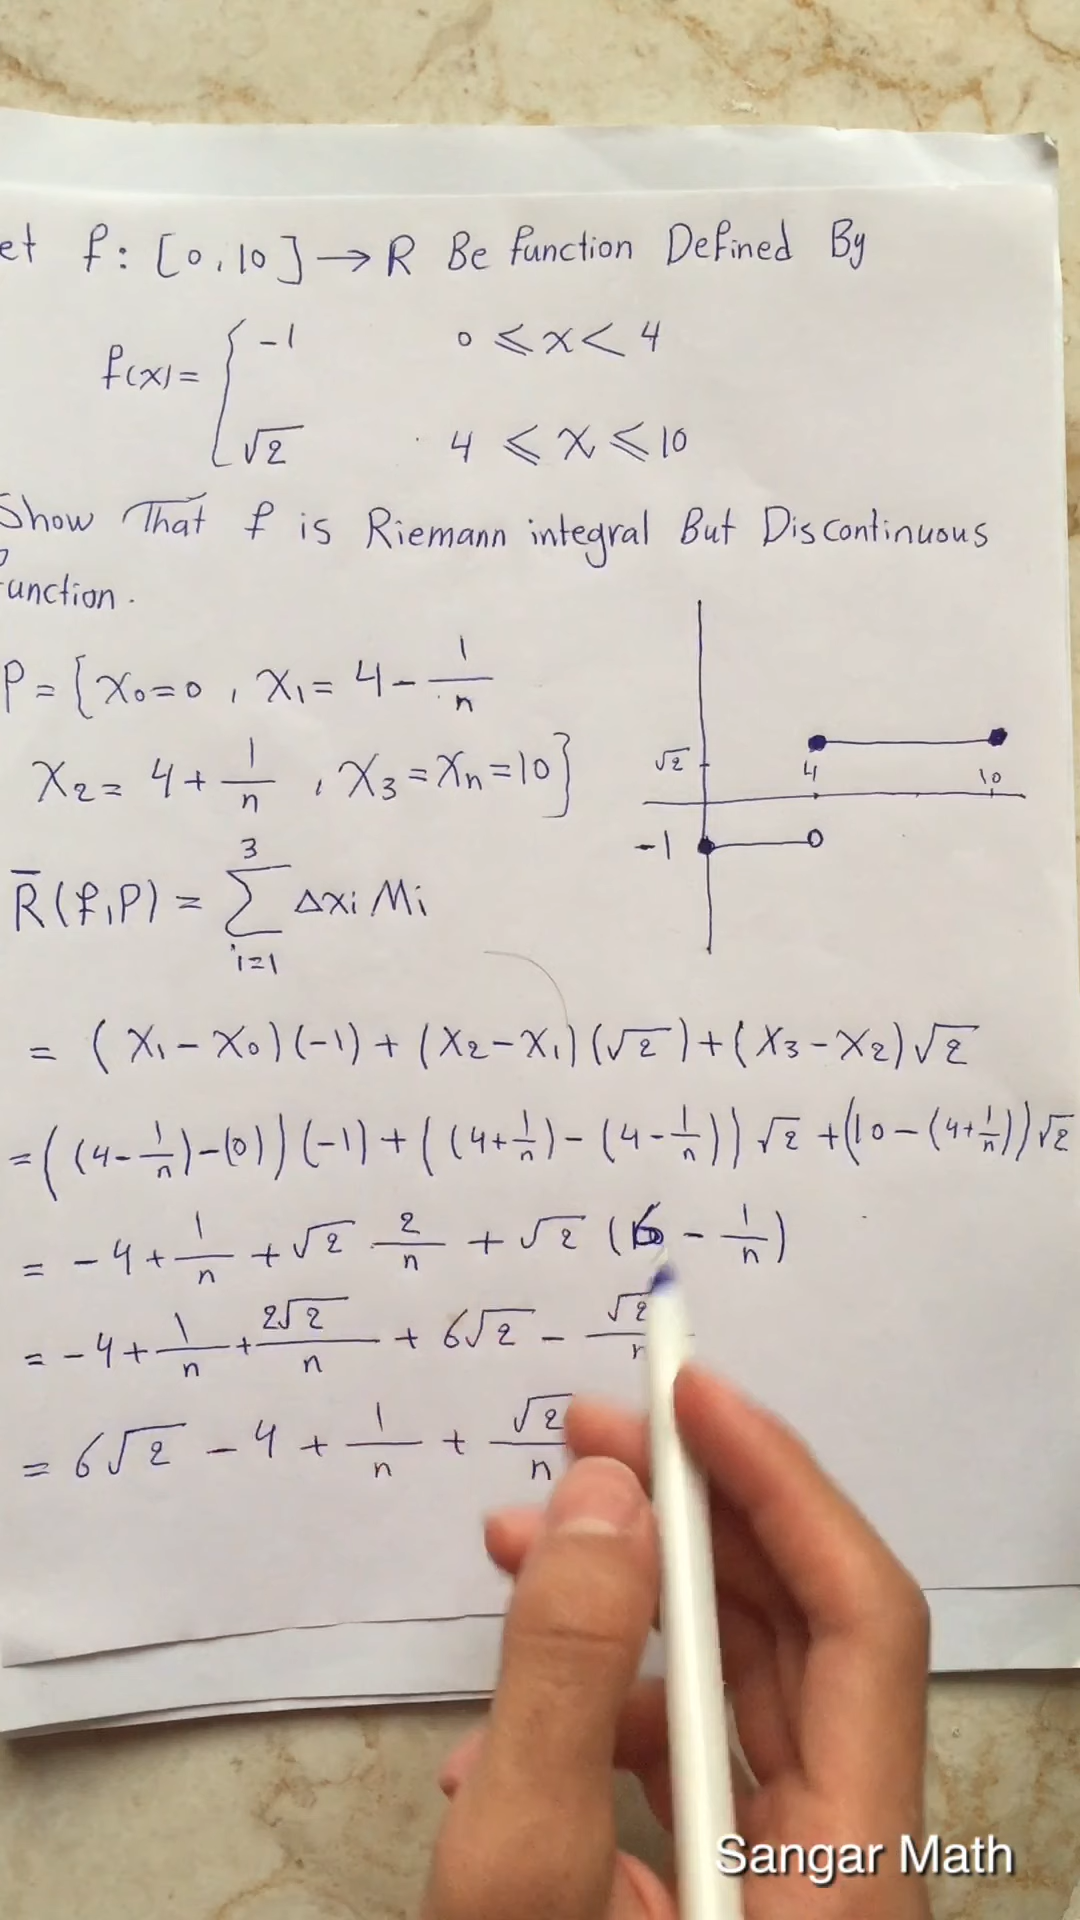 et f: [0,10] → R Be function Defined By
f(x) = { -1 0 ⩽ x < 4
√2 4 ⩽ x ⩽ 10
Show That f is Riemann integral But Discontinuous
unction.
P = { x₀=0 , x₁ = 4 - 1/n
x₂ = 4 + 1/n , x₃ = xₙ = 10 }
√2 4 10
-1
R̄(f,P) = ∑ᵢ₌₁³ Δxi Mi
= (x₁ - x₀)(-1) + (x₂ - x₁)(√2) + (x₃ - x₂)√2
= ((4 - 1/n) - (0))(-1) + ((4 + 1/n) - (4 - 1/n))√2 + (10 - (4 + 1/n))√2
= -4 + 1/n + √2 2/n + √2 (6 - 1/n)
= -4 + 1/n + 2√2/n + 6√2 - √2/n
= 6√2 - 4 + 1/n + √2/n
Sangar Math